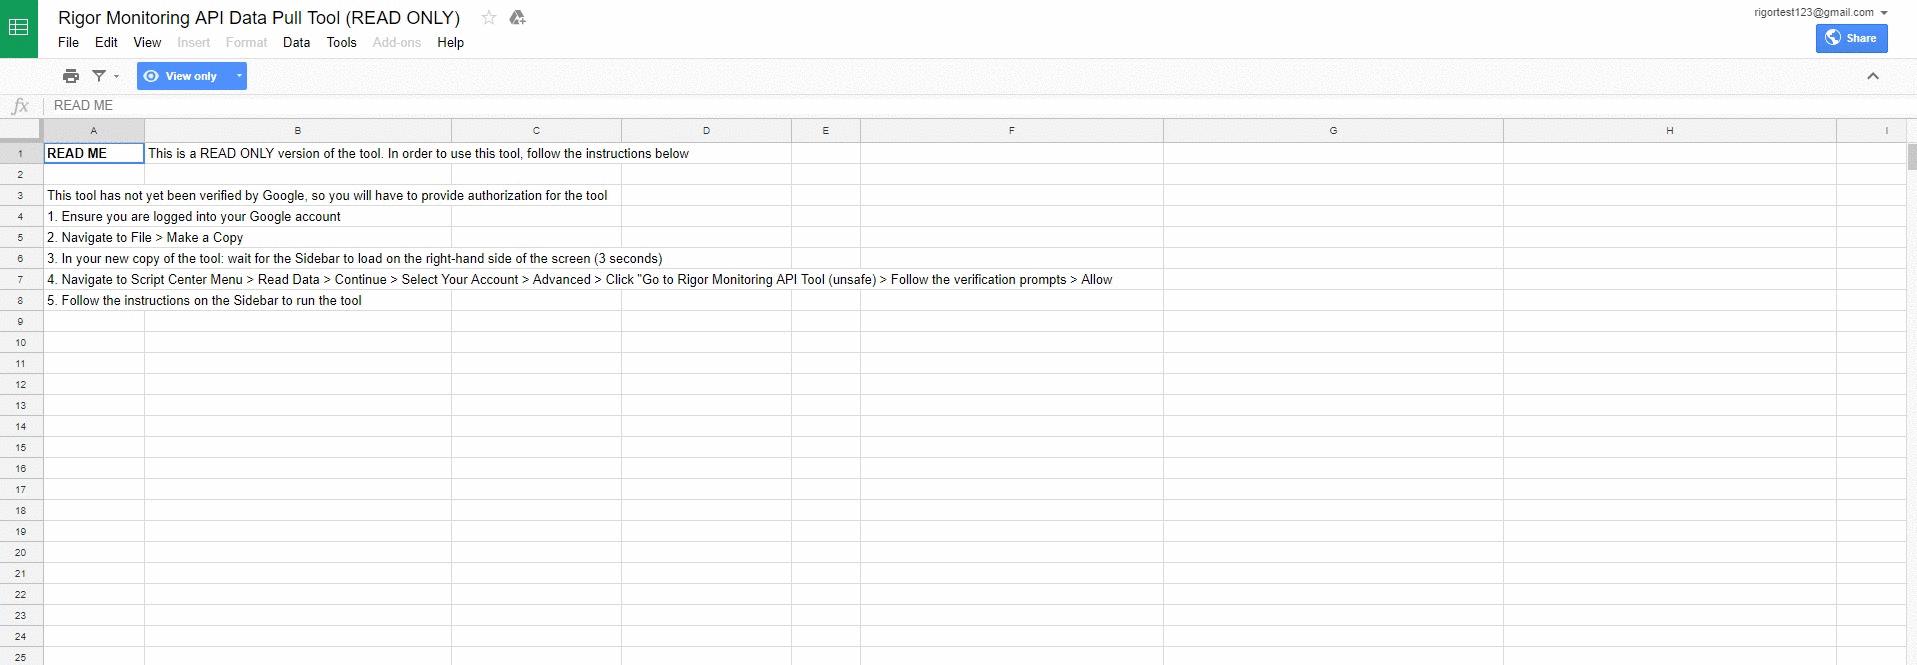 Rigor Monitoring API Data Pull Tool (READ ONLY)
rigortest123@gmail.com
File Edit View Insert Format Data Tools Add-ons Help
Share
View only
fx READ ME
A B C D E F G H I
1 READ ME This is a READ ONLY version of the tool. In order to use this tool, follow the instructions below
2
3 This tool has not yet been verified by Google, so you will have to provide authorization for the tool
4 1. Ensure you are logged into your Google account
5 2. Navigate to File > Make a Copy
6 3. In your new copy of the tool: wait for the Sidebar to load on the right-hand side of the screen (3 seconds)
7 4. Navigate to Script Center Menu > Read Data > Continue > Select Your Account > Advanced > Click "Go to Rigor Monitoring API Tool (unsafe) > Follow the verification prompts > Allow
8 5. Follow the instructions on the Sidebar to run the tool
9
10
11
12
13
14
15
16
17
18
19
20
21
22
23
24
25